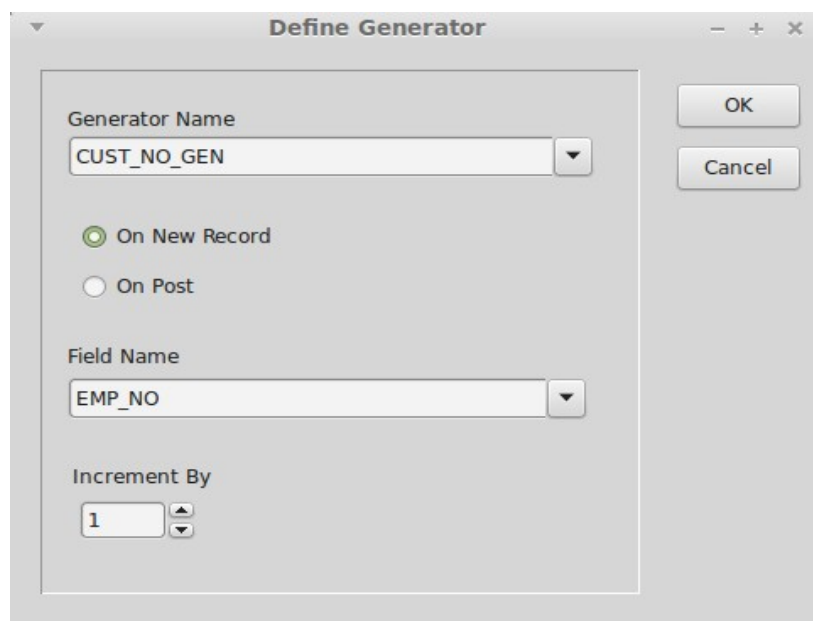 Define Generator
Generator Name
OK
CUST_NO_GEN
Cancel
On New Record
On Post
Field Name
EMP_NO
Increment By
1